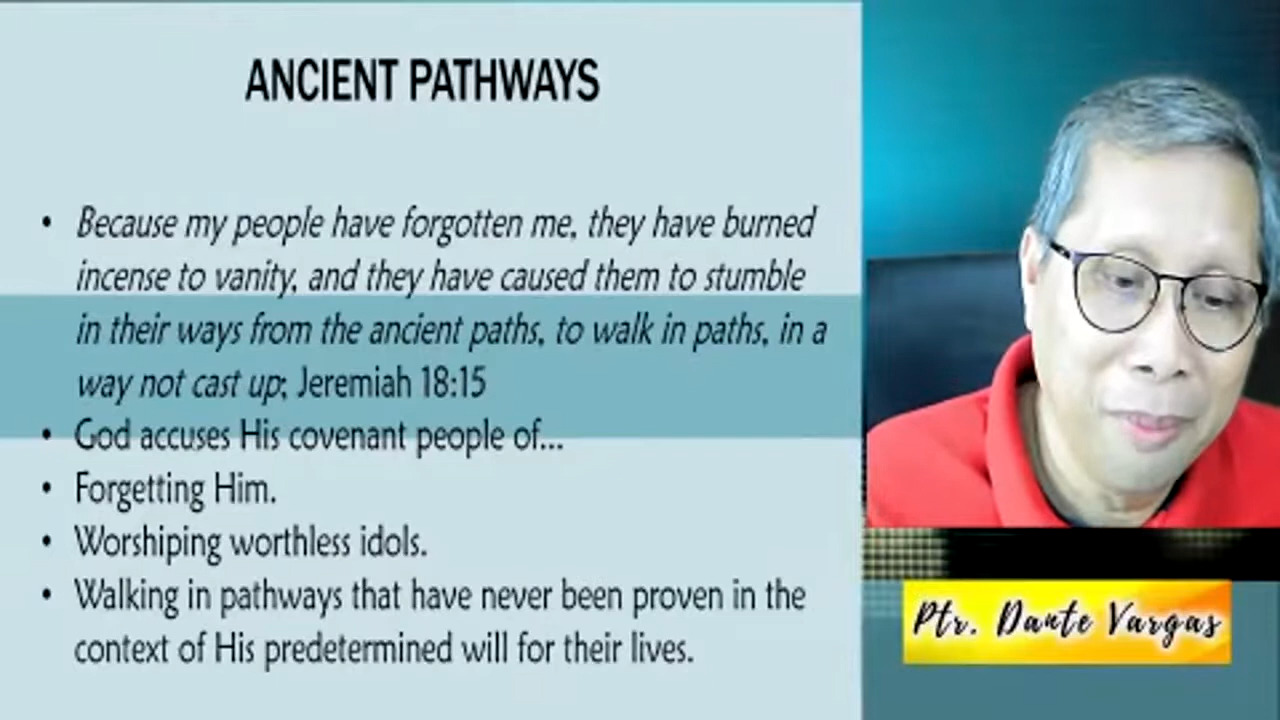 ANCIENT PATHWAYS
• Because my people have forgotten me, they have burned
incense to vanity, and they have caused them to stumble
in their ways from the ancient paths, to walk in paths, in a
way not cast up; Jeremiah 18:15
• God accuses His covenant people of...
• Forgetting Him.
• Worshiping worthless idols.
• Walking in pathways that have never been proven in the
context of His predetermined will for their lives.
Ptr. Dante Vargas